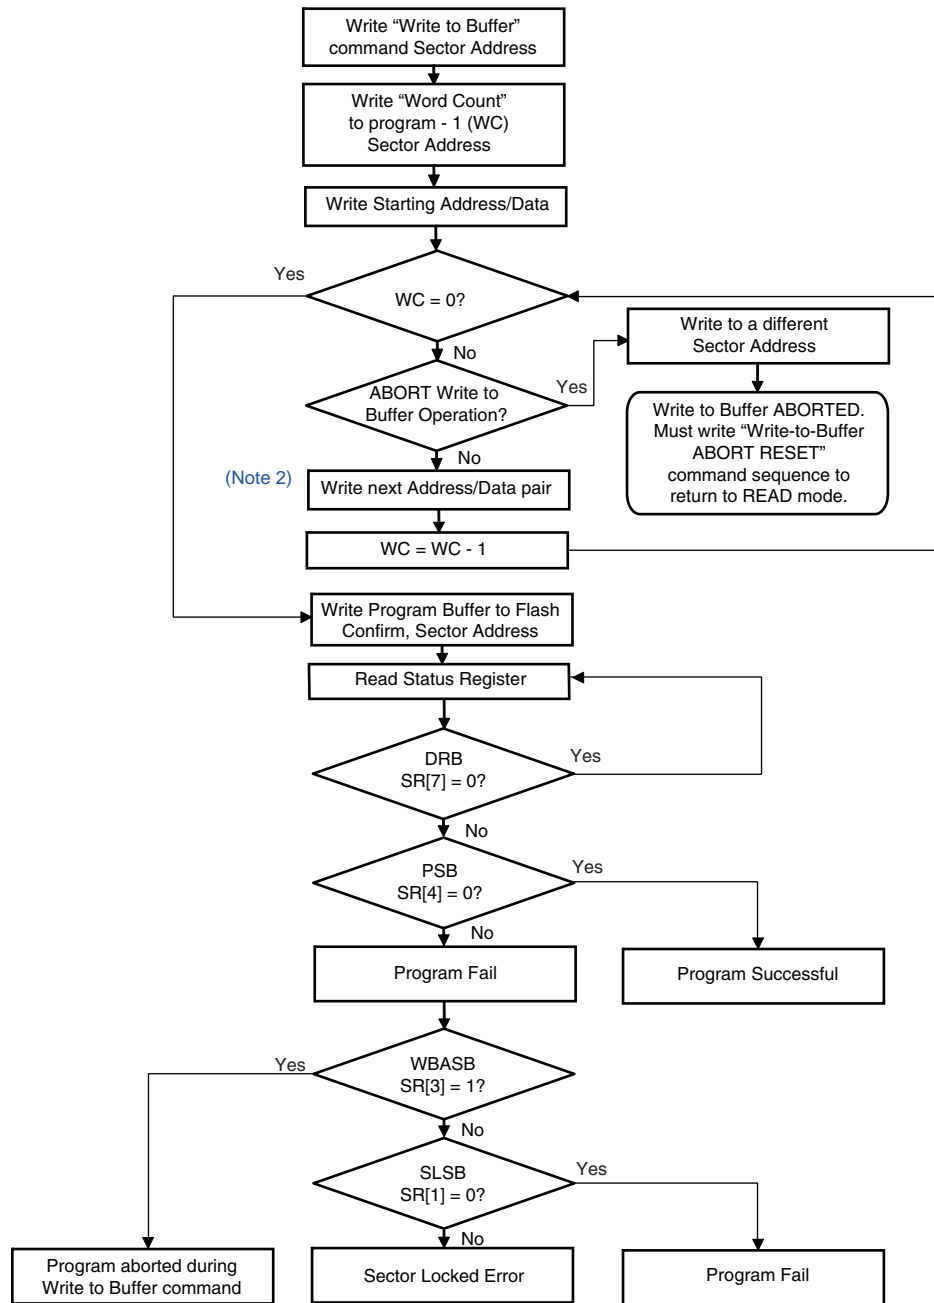 Write “Write to Buffer”
command Sector Address
Write “Word Count”
to program - 1 (WC)
Sector Address
Write Starting Address/Data
Yes
WC = 0?
No
Write to a different
Sector Address
ABORT Write to
Buffer Operation?
Yes
Write to Buffer ABORTED.
Must write “Write-to-Buffer
ABORT RESET”
command sequence to
return to READ mode.
No
(Note 2)
Write next Address/Data pair
WC = WC - 1
Write Program Buffer to Flash
Confirm, Sector Address
Read Status Register
DRB
SR[7] = 0?
Yes
No
PSB
SR[4] = 0?
Yes
No
Program Fail
Program Successful
Yes
WBASB
SR[3] = 1?
No
SLSB
SR[1] = 0?
Yes
No
Program aborted during
Write to Buffer command
Sector Locked Error
Program Fail